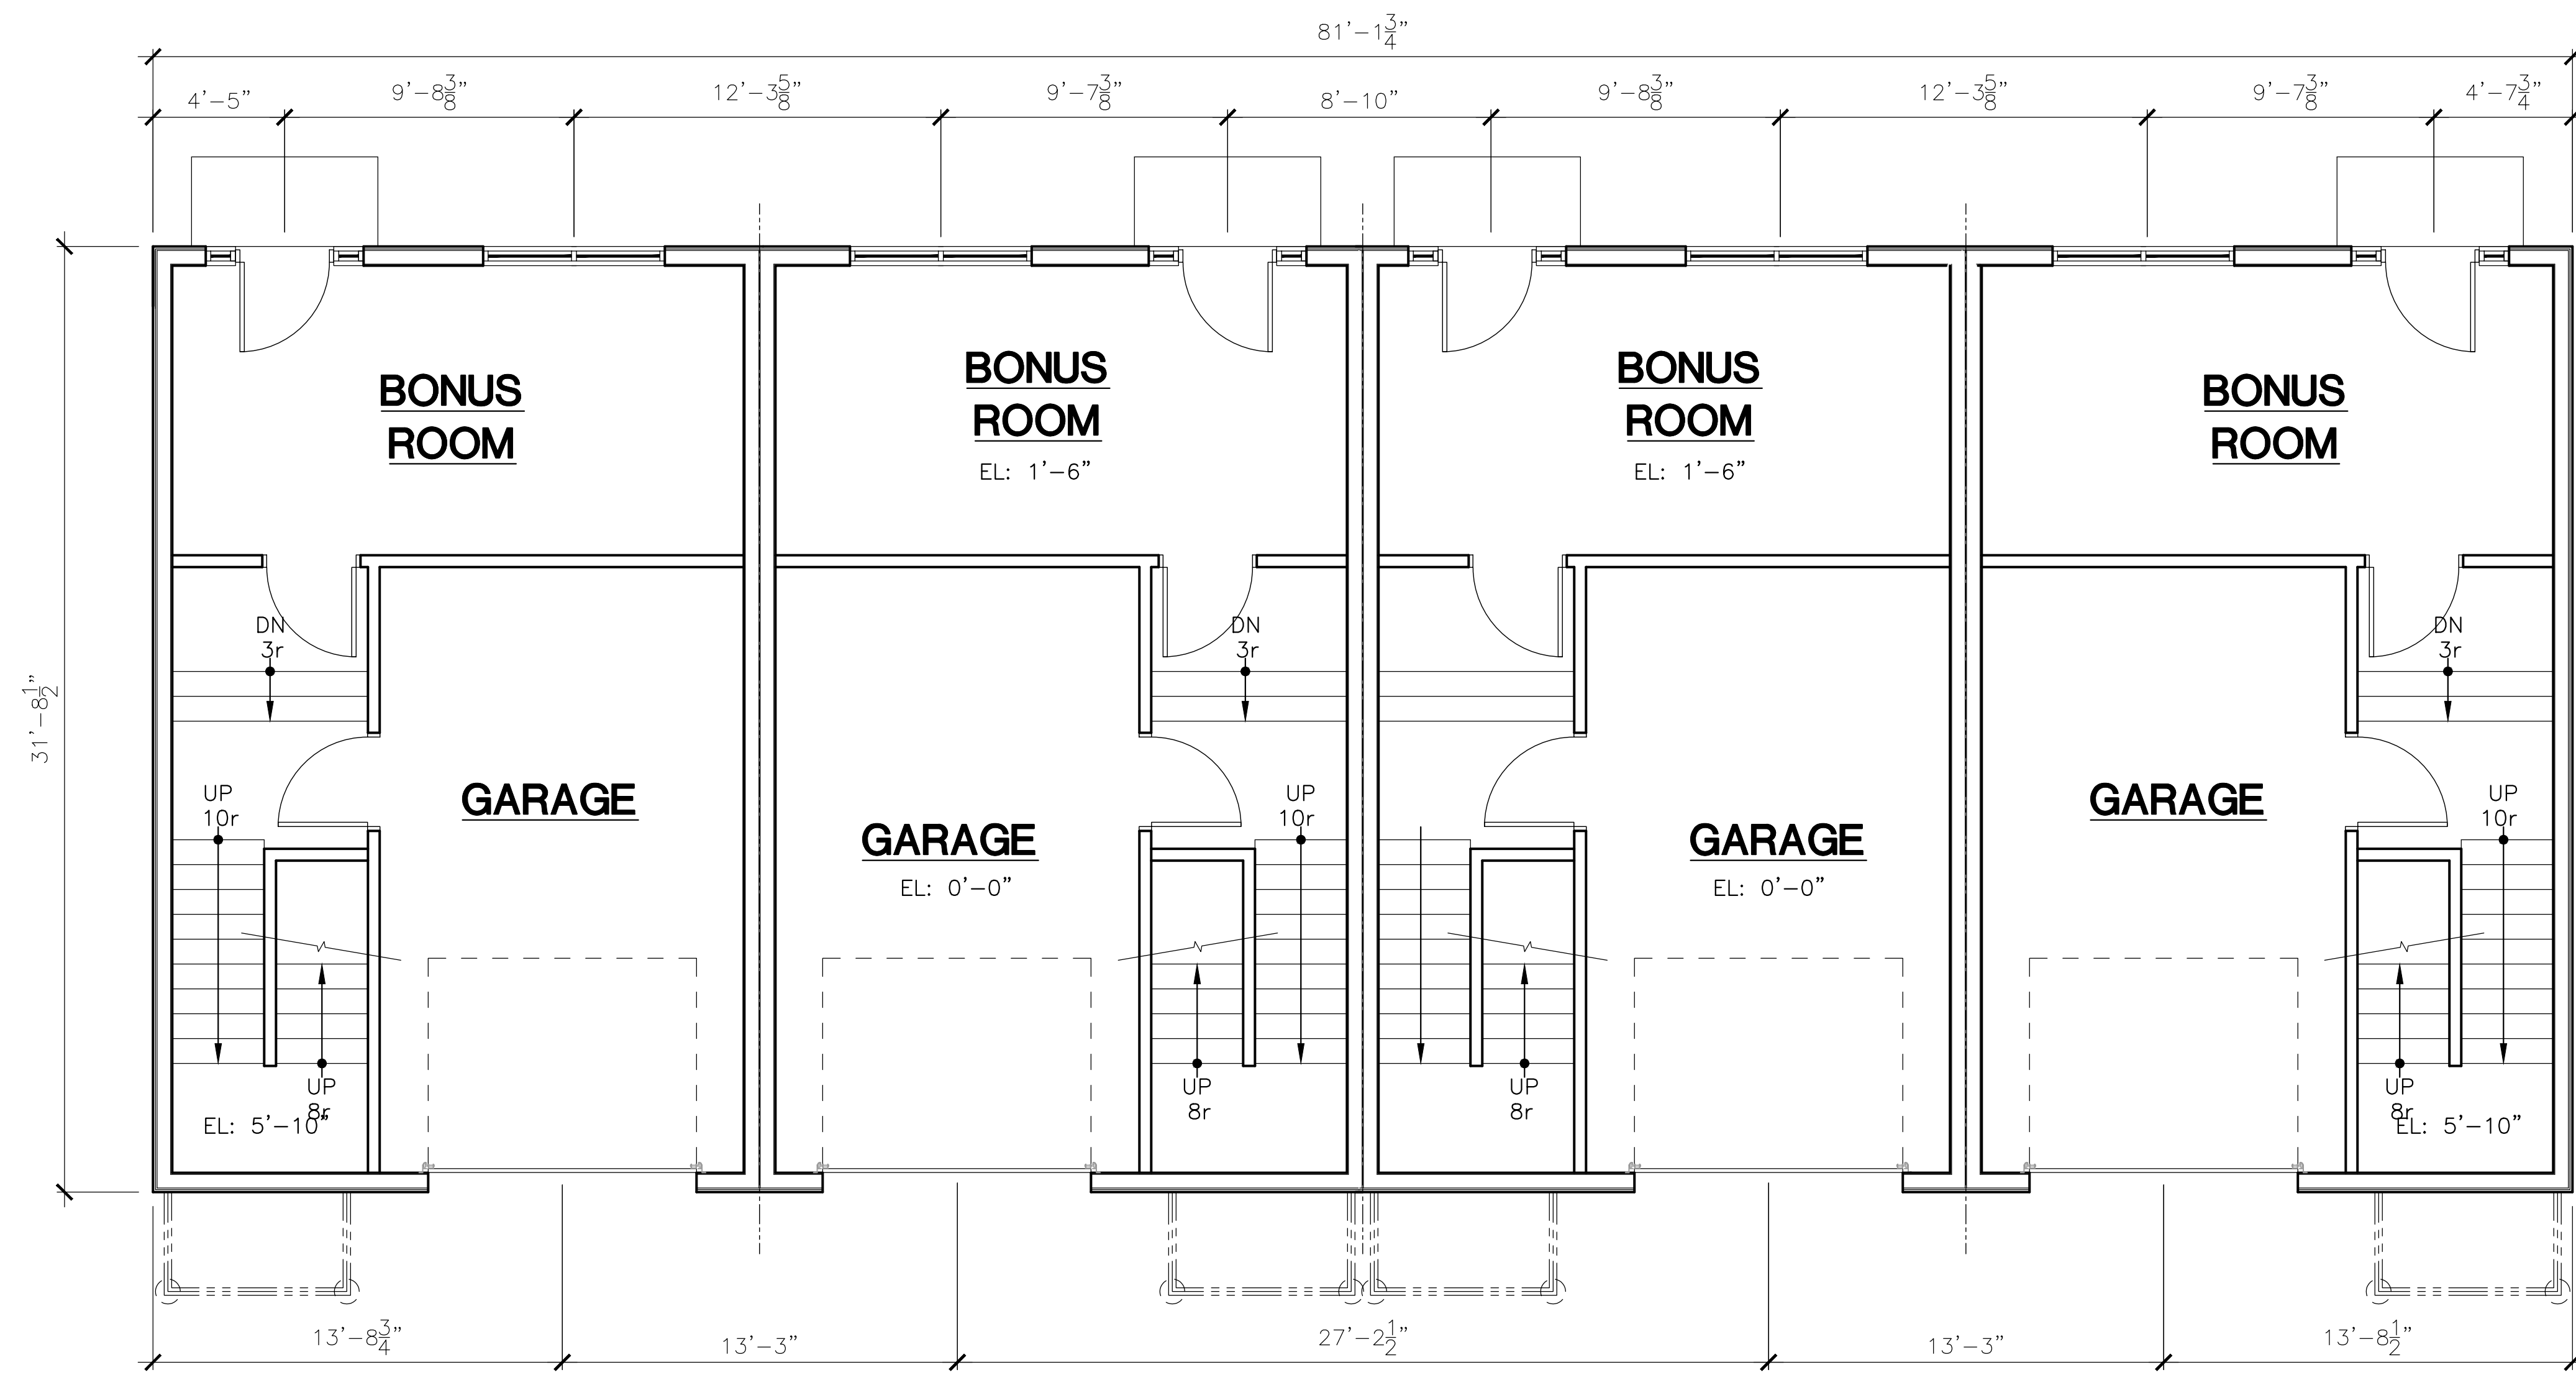 81'-1 3/4"
4'-5" 9'-8 3/8" 12'-3 5/8" 9'-7 3/8" 8'-10" 9'-8 3/8" 12'-3 5/8" 9'-7 3/8" 4'-7 3/4"
BONUS
ROOM
BONUS
ROOM
EL: 1'-6"
BONUS
ROOM
EL: 1'-6"
BONUS
ROOM
31'-8 1/2"
DN
3r
DN
3r
DN
3r
UP
10r
GARAGE
GARAGE
EL: 0'-0"
UP
10r
GARAGE
EL: 0'-0"
GARAGE
UP
10r
UP
8r
EL: 5'-10"
UP
8r
UP
8r
UP
8r
EL: 5'-10"
13'-8 3/4" 13'-3" 27'-2 1/2" 13'-3" 13'-8 1/2"